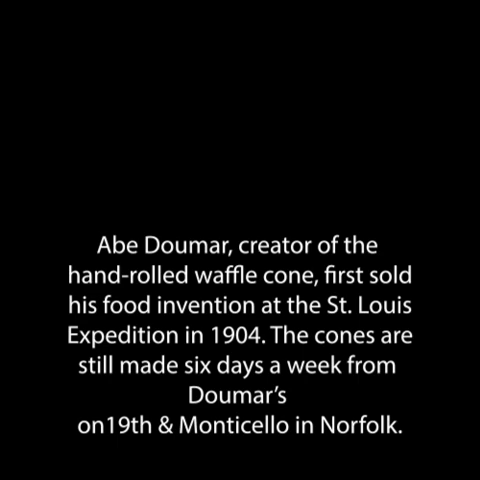 Abe Doumar, creator of the
hand-rolled waffle cone, first sold
his food invention at the St. Louis
Expedition in 1904. The cones are
still made six days a week from
Doumar’s
on19th & Monticello in Norfolk.